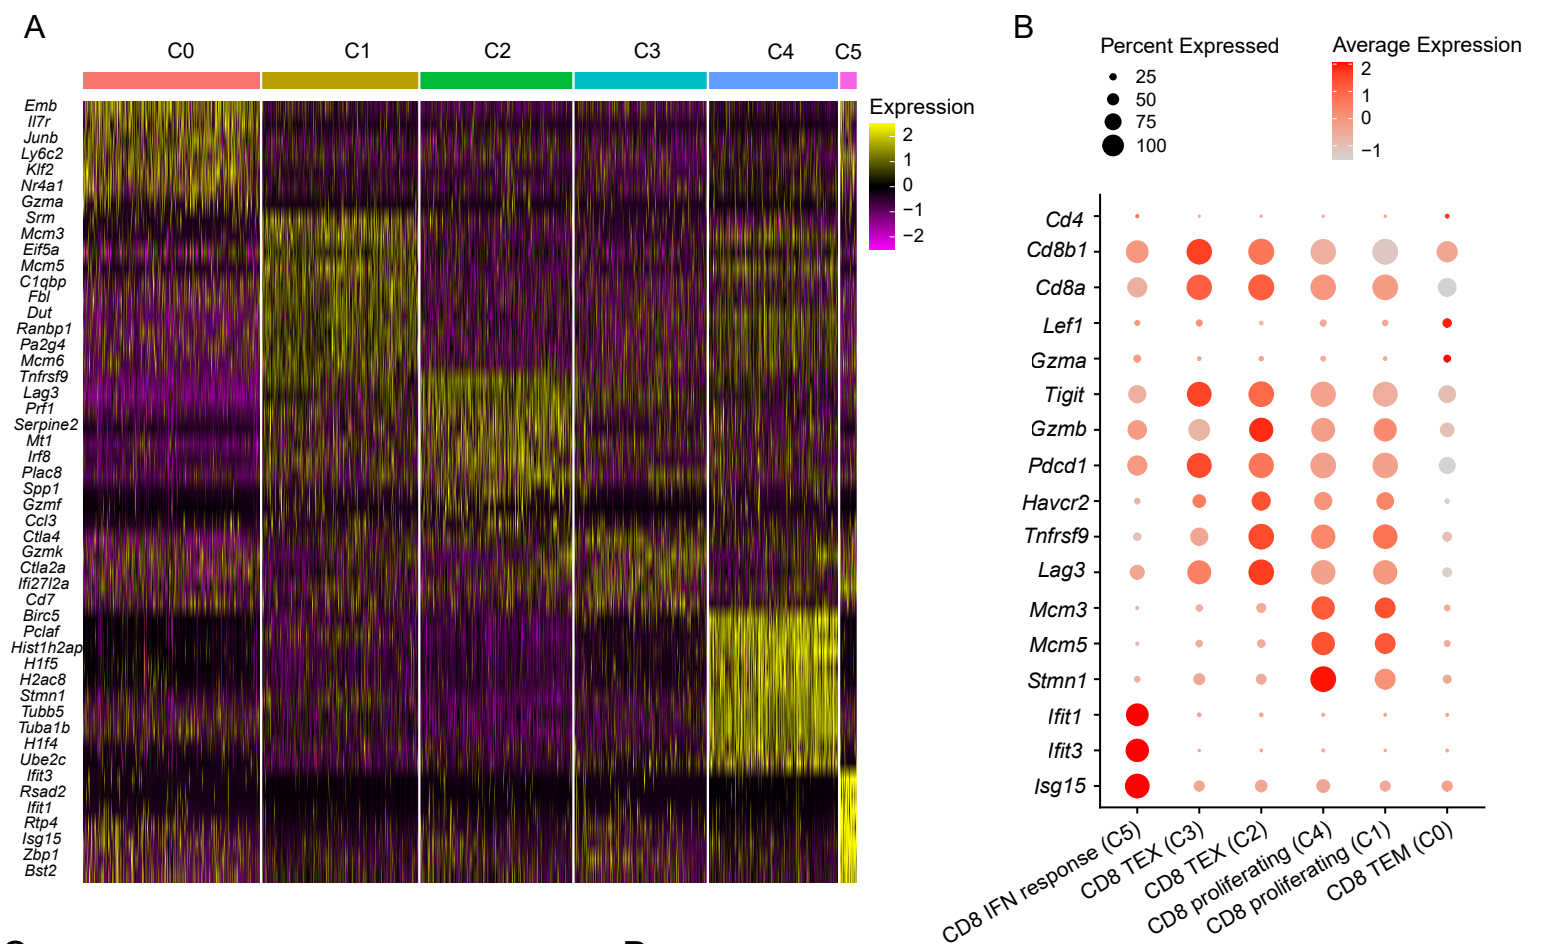 A
C0 C1 C2 C3 C4 C5
Emb
Il7r
Junb
Ly6c2
Klf2
Nr4a1
Gzma
Srm
Mcm3
Eif5a
Mcm5
C1qbp
Fbl
Dut
Ranbp1
Pa2g4
Mcm6
Tnfrsf9
Lag3
Prf1
Serpine2
Mt1
Irf8
Plac8
Spp1
Gzmf
Ccl3
Ctla4
Gzmk
Ctla2a
Ifi27l2a
Cd7
Birc5
Pclaf
Hist1h2ap
H1f5
H2ac8
Stmn1
Tubb5
Tuba1b
H1f4
Ube2c
Ifit3
Rsad2
Ifit1
Rtp4
Isg15
Zbp1
Bst2
Expression
2
1
0
−1
−2
B
Percent Expressed
25
50
75
100
Average Expression
2
1
0
−1
Cd4
Cd8b1
Cd8a
Lef1
Gzma
Tigit
Gzmb
Pdcd1
Havcr2
Tnfrsf9
Lag3
Mcm3
Mcm5
Stmn1
Ifit1
Ifit3
Isg15
CD8 IFN response (C5)
CD8 TEX (C3)
CD8 TEX (C2)
CD8 proliferating (C4)
CD8 proliferating (C1)
CD8 TEM (C0)